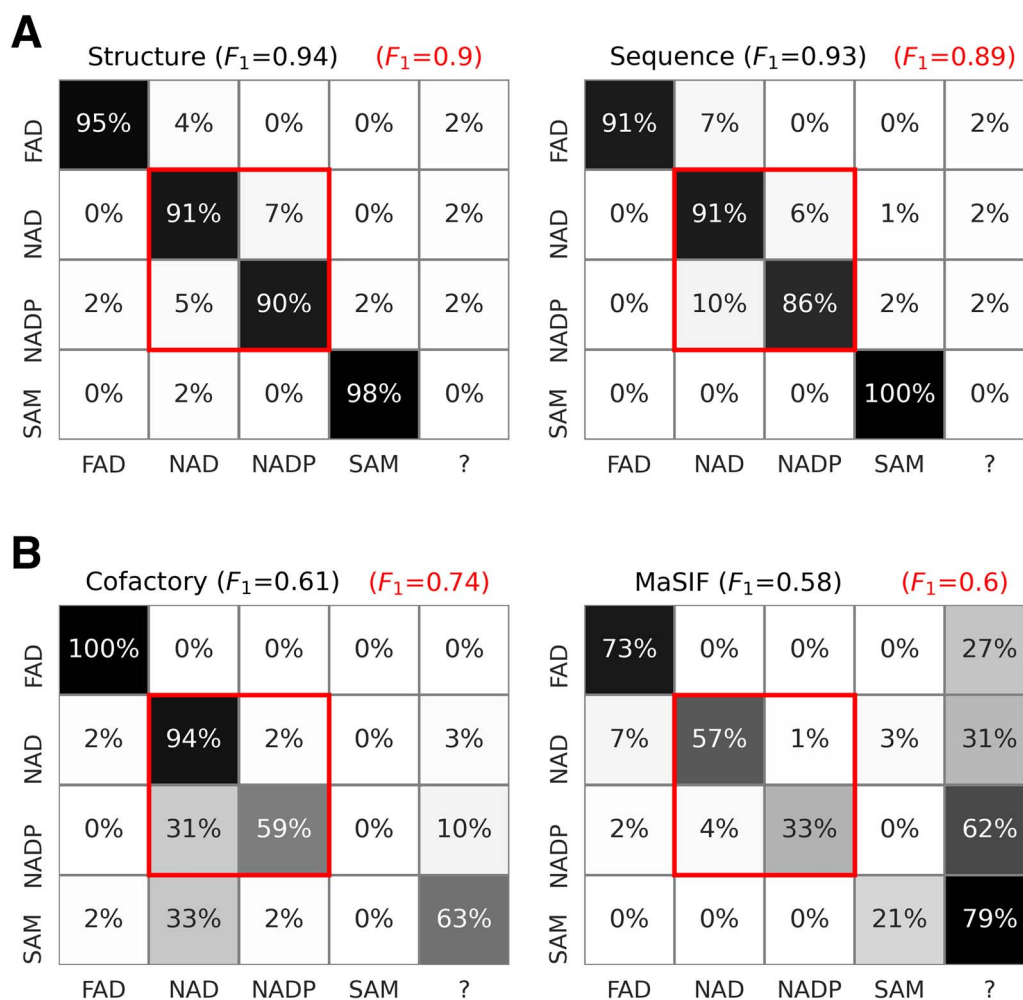 A
Structure (F1=0.94) (F1=0.9)
FAD 95% 4% 0% 0% 2%
NAD 0% 91% 7% 0% 2%
NADP 2% 5% 90% 2% 2%
SAM 0% 2% 0% 98% 0%
FAD NAD NADP SAM ?
Sequence (F1=0.93) (F1=0.89)
FAD 91% 7% 0% 0% 2%
NAD 0% 91% 6% 1% 2%
NADP 0% 10% 86% 2% 2%
SAM 0% 0% 0% 100% 0%
FAD NAD NADP SAM ?
B
Cofactory (F1=0.61) (F1=0.74)
FAD 100% 0% 0% 0% 0%
NAD 2% 94% 2% 0% 3%
NADP 0% 31% 59% 0% 10%
SAM 2% 33% 2% 0% 63%
FAD NAD NADP SAM ?
MaSIF (F1=0.58) (F1=0.6)
FAD 73% 0% 0% 0% 27%
NAD 7% 57% 1% 3% 31%
NADP 2% 4% 33% 0% 62%
SAM 0% 0% 0% 21% 79%
FAD NAD NADP SAM ?